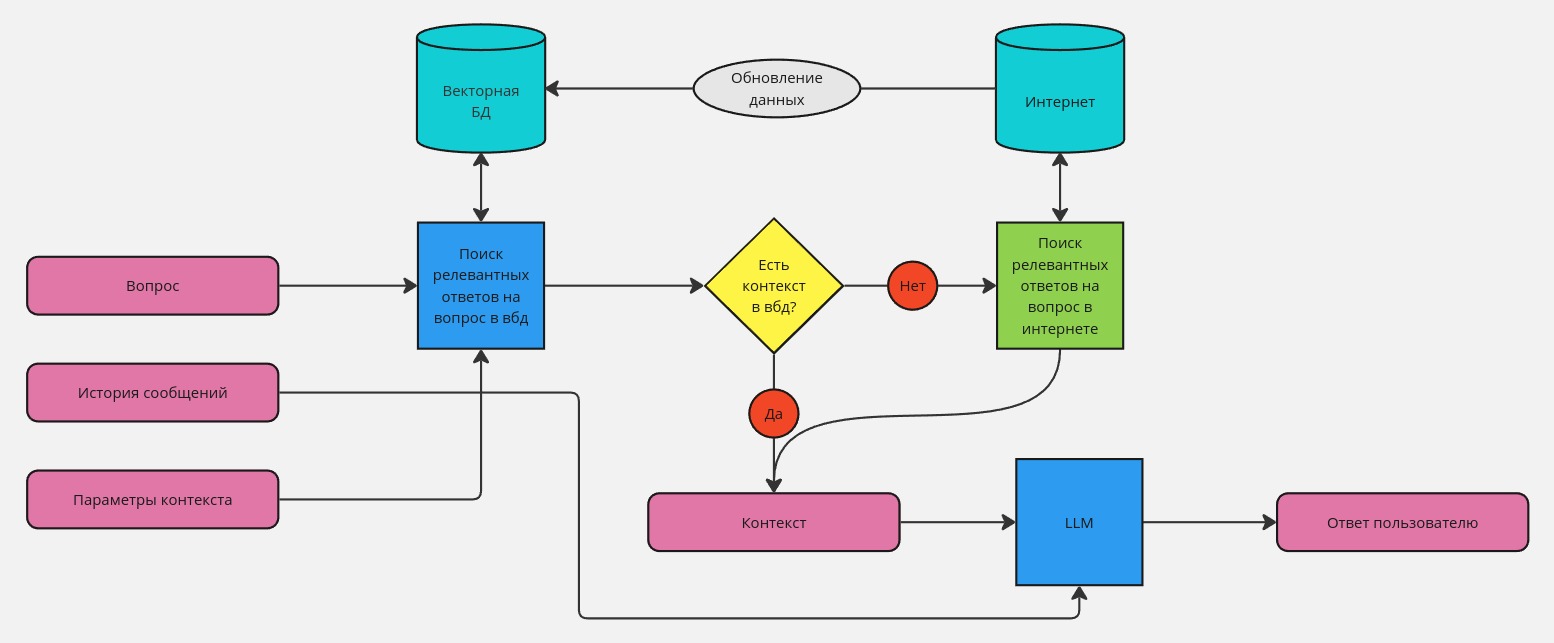 Векторная
БД
Обновление
данных
Интернет
Вопрос
Поиск
релевантных
ответов на
вопрос в вбд
Есть
контекст
в вбд?
Нет
Поиск
релевантных
ответов на
вопрос в
интернете
История сообщений
Да
Параметры контекста
Контекст
LLM
Ответ пользователю